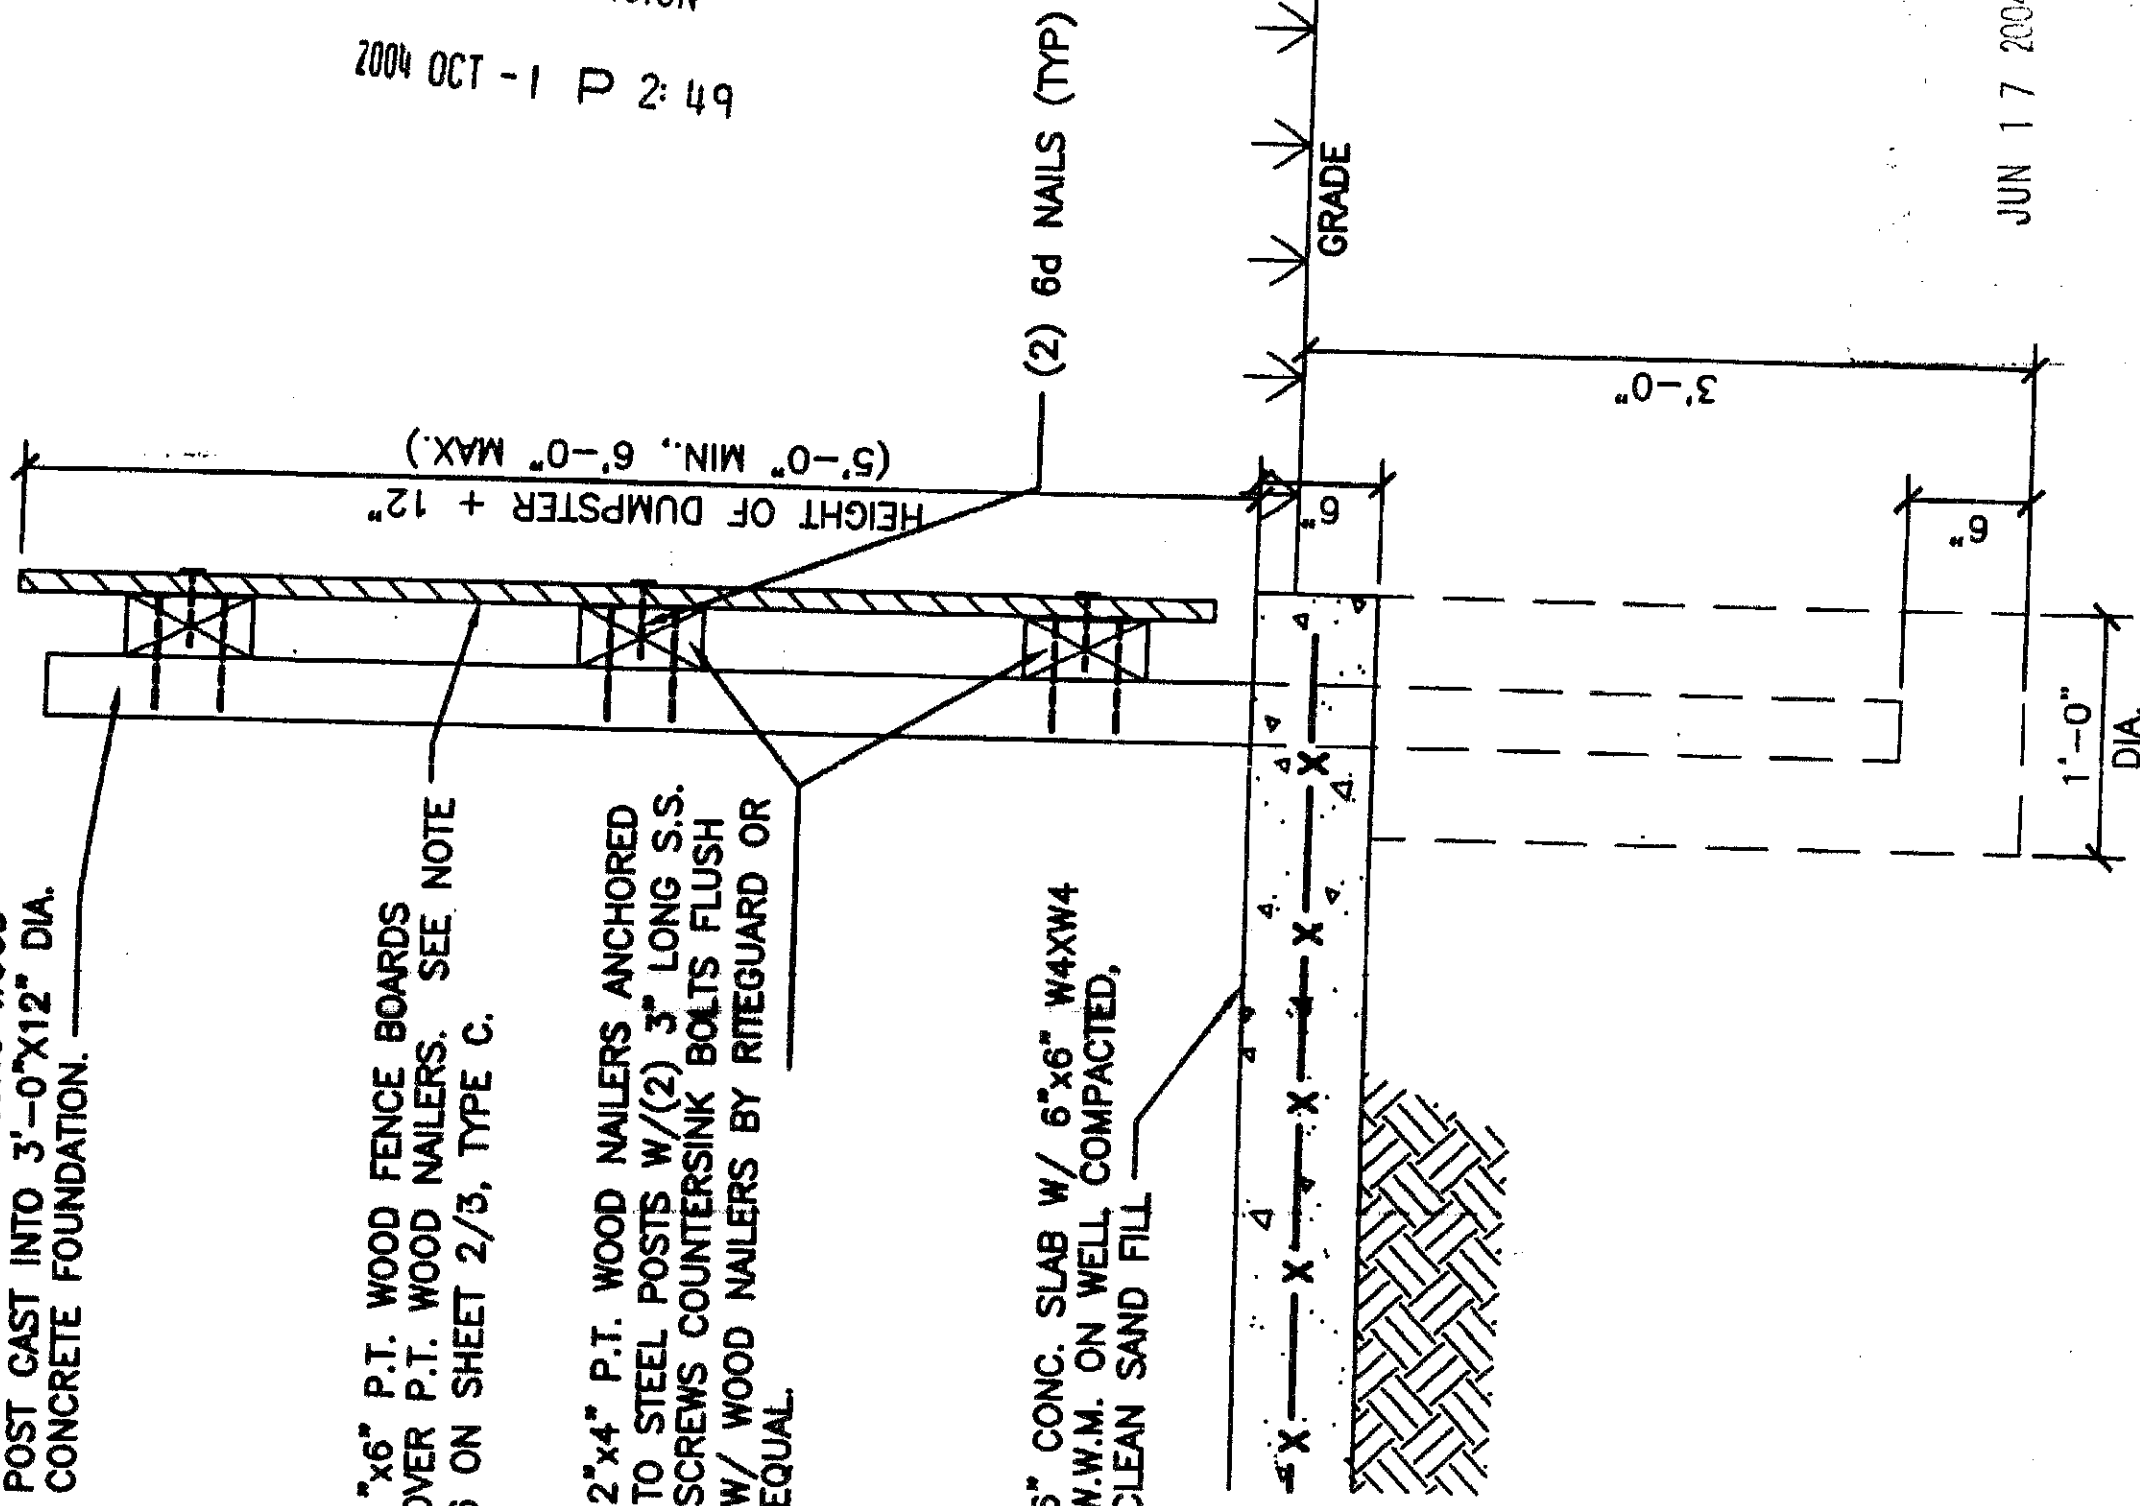 2004 OCT -1 P 2: 49
POST CAST INTO 3'-0"X12" DIA.
CONCRETE FOUNDATION.
"x6" P.T. WOOD FENCE BOARDS
OVER P.T. WOOD NAILERS. SEE NOTE
ON SHEET 2/3, TYPE C.
2"x4" P.T. WOOD NAILERS ANCHORED
TO STEEL POSTS W/(2) 3" LONG S.S.
SCREWS COUNTERSINK BOLTS FLUSH
W/ WOOD NAILERS BY RITEGUARD OR
EQUAL.
6" CONC. SLAB W/ 6"x6" W4XW4
W.W.M. ON WELL COMPACTED,
CLEAN SAND FILL
HEIGHT OF DUMPSTER + 12"
(5'-0" MIN., 6'-0" MAX.)
(2) 6d NAILS (TYP)
GRADE
6"
3'-0"
6"
1'-0"
DIA.
JUN 17 2004